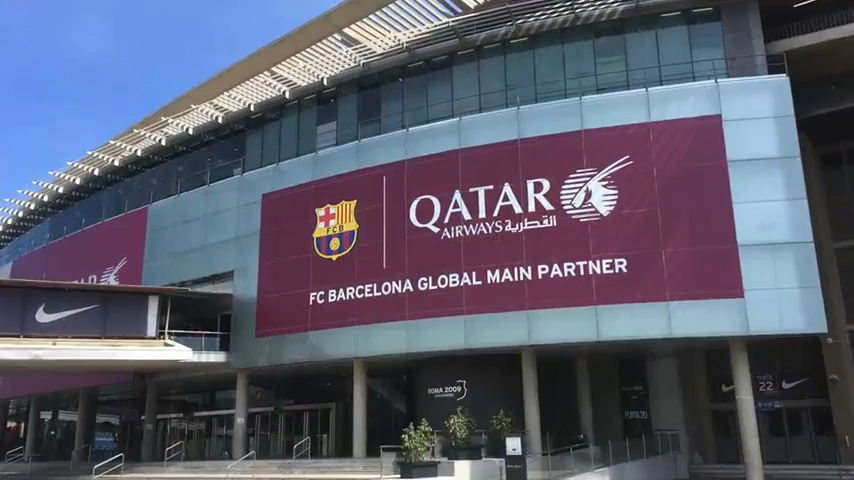 FCB
QATAR
AIRWAYS القطرية
FC BARCELONA GLOBAL MAIN PARTNER
ROMA 2009
PORTA 20
22